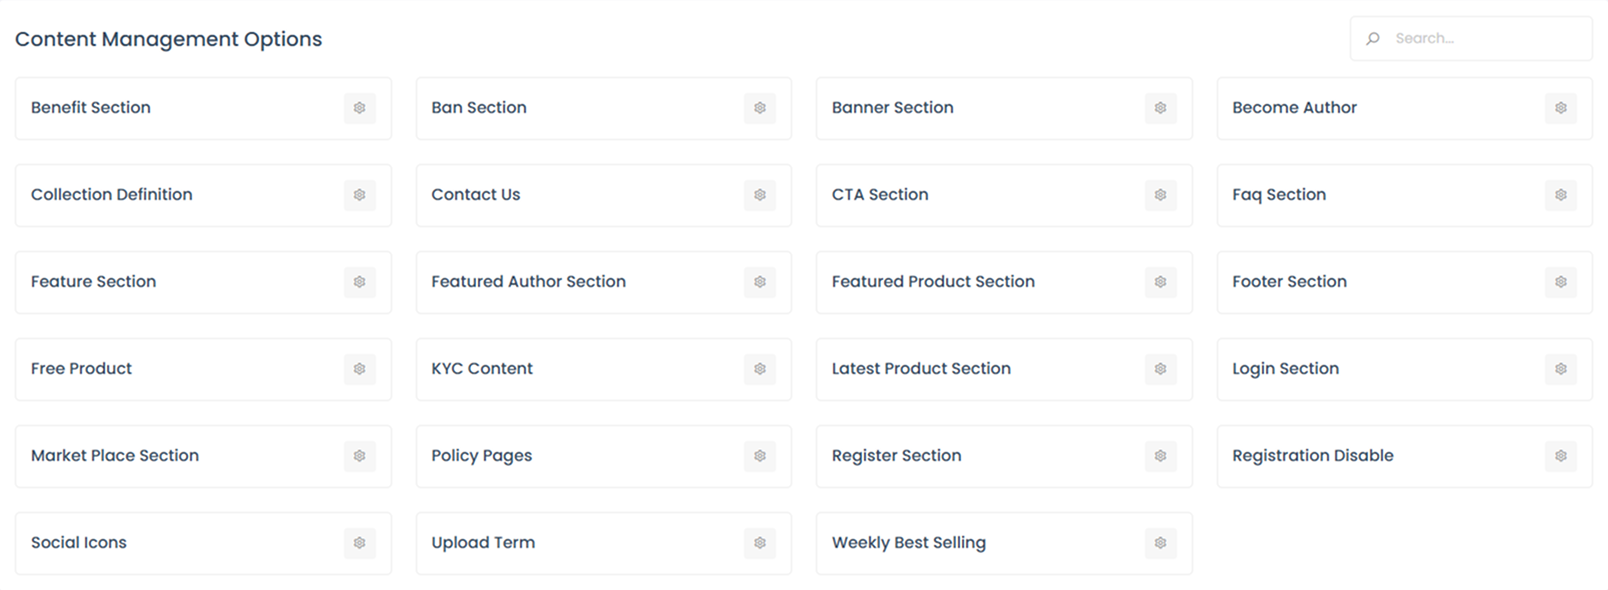 Content Management Options
Search...
Benefit Section
Ban Section
Banner Section
Become Author
Collection Definition
Contact Us
CTA Section
Faq Section
Feature Section
Featured Author Section
Featured Product Section
Footer Section
Free Product
KYC Content
Latest Product Section
Login Section
Market Place Section
Policy Pages
Register Section
Registration Disable
Social Icons
Upload Term
Weekly Best Selling